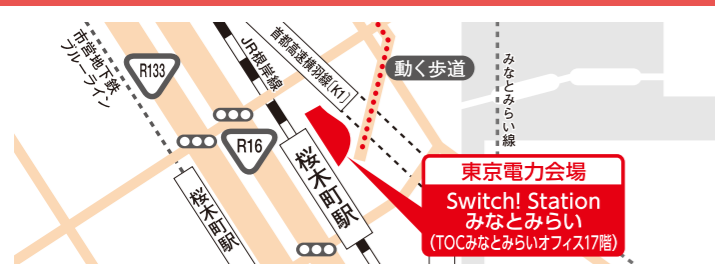 市営地下鉄
ブルーライン
R133
JR根岸線
首都高速横羽線(K1)
動く歩道
みなとみらい線
R16
桜木町駅
桜木町駅
東京電力会場
Switch! Station
みなとみらい
(TOCみなとみらいオフィス17階)